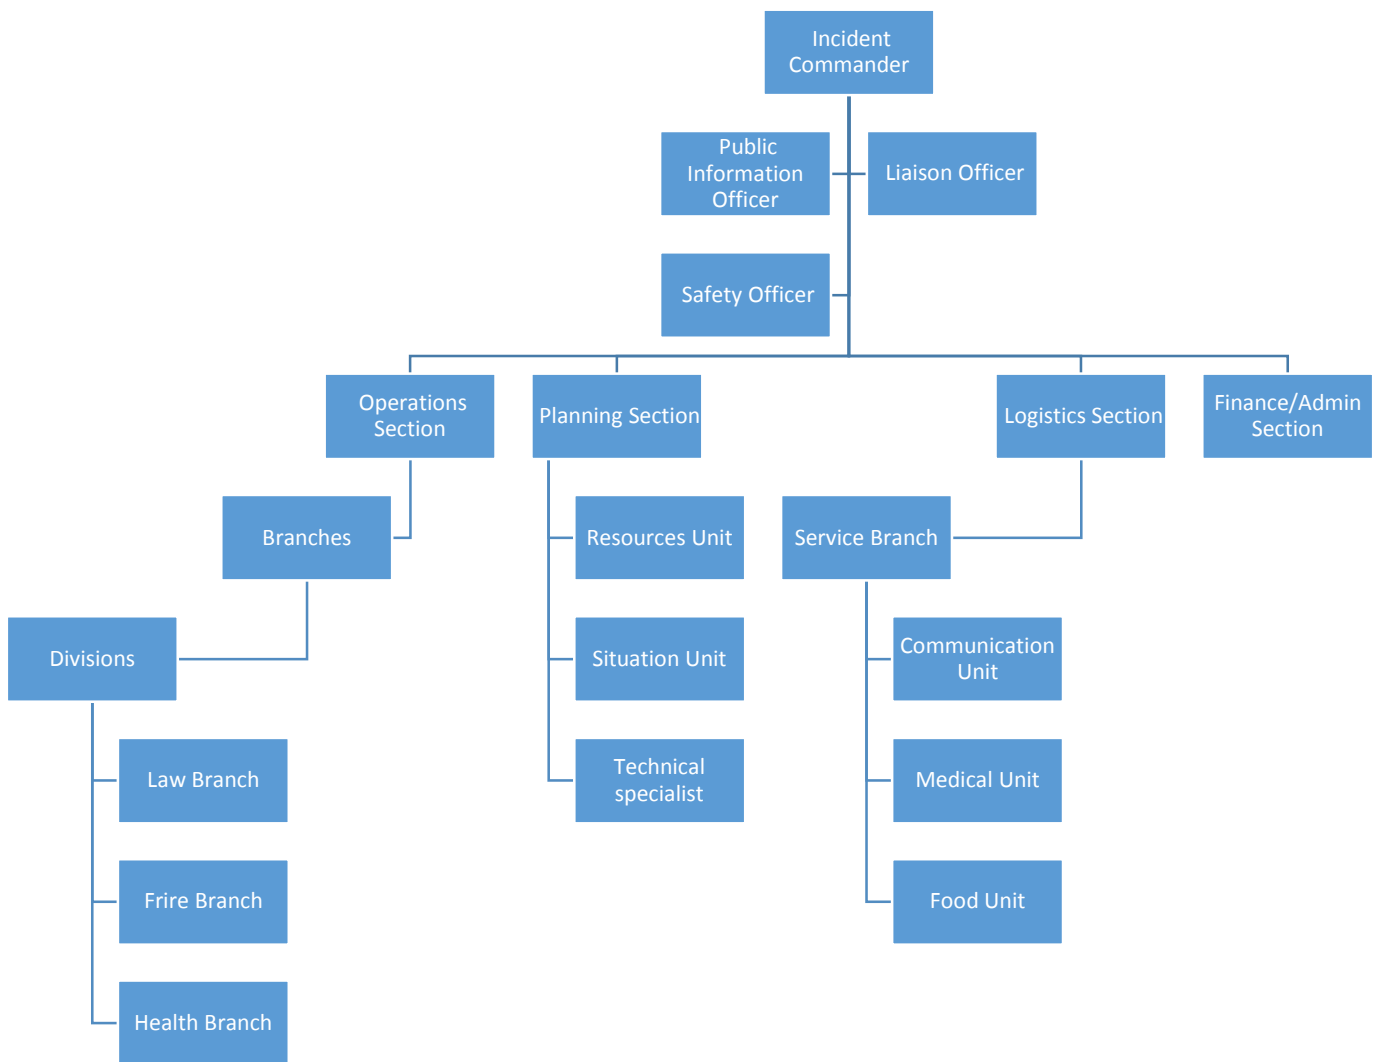 Incident
Commander
Public
Information
Officer
Liaison Officer
Safety Officer
Operations
Section
Planning Section
Logistics Section
Finance/Admin
Section
Branches
Resources Unit
Service Branch
Divisions
Situation Unit
Communication
Unit
Law Branch
Technical
specialist
Medical Unit
Frire Branch
Food Unit
Health Branch